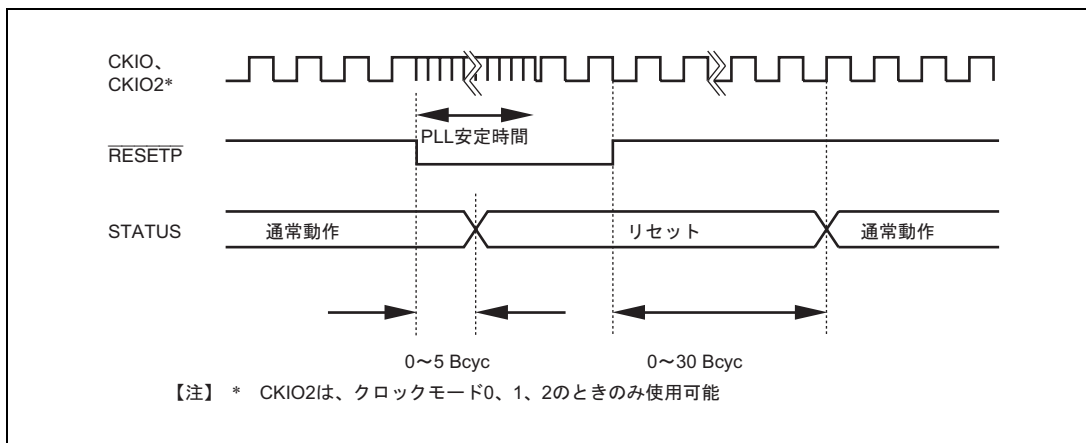 CKIO、
CKIO2*
PLL安定時間
RESETP
STATUS
通常動作
リセット
通常動作
0～5 Bcyc
0～30 Bcyc
【注】 * CKIO2は、クロックモード0、1、2のときのみ使用可能